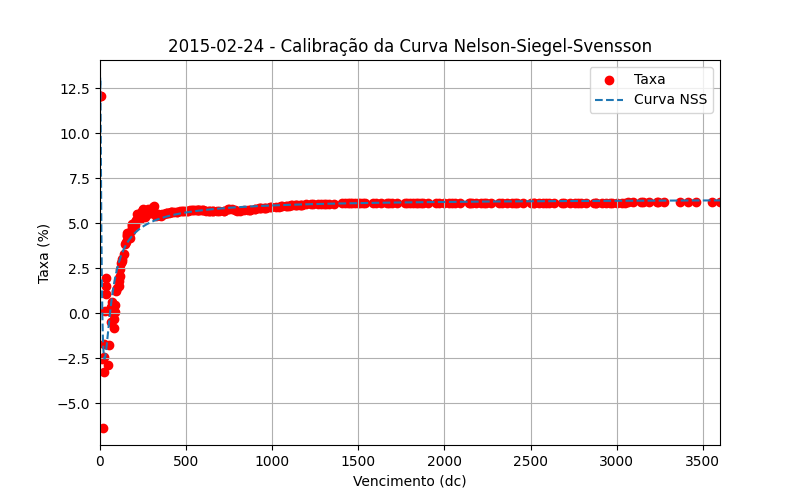 2015-02-24 - Calibração da Curva Nelson-Siegel-Svensson
Taxa
Curva NSS
Taxa (%)
12.5
10.0
7.5
5.0
2.5
0.0
−2.5
−5.0
0 500 1000 1500 2000 2500 3000 3500
Vencimento (dc)